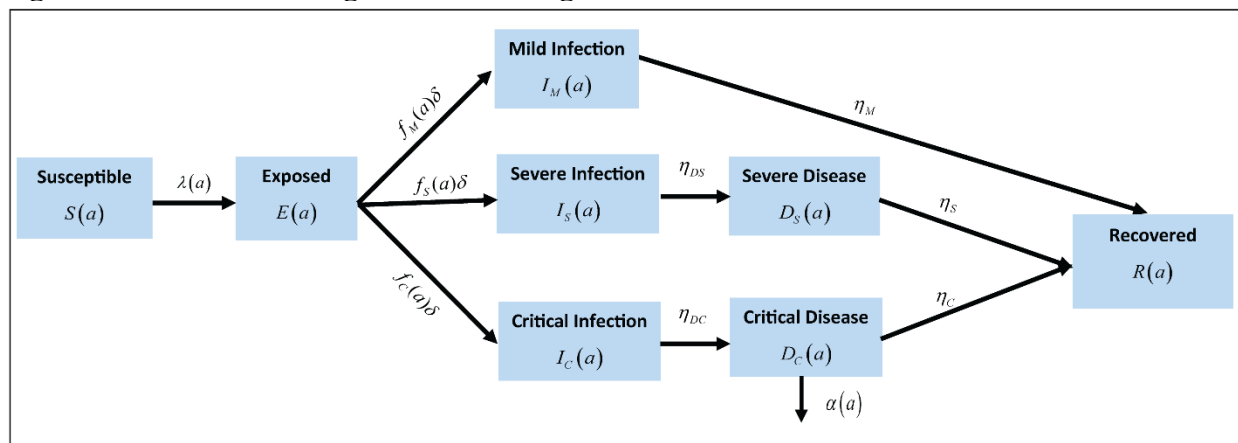 Mild Infection
I_M(a)
η_M
f_M(a)δ
Susceptible
S(a)
λ(a)
Exposed
E(a)
f_S(a)δ
Severe Infection
I_S(a)
η_DS
Severe Disease
D_S(a)
η_S
Recovered
R(a)
f_C(a)δ
Critical Infection
I_C(a)
η_DC
Critical Disease
D_C(a)
η_C
α(a)